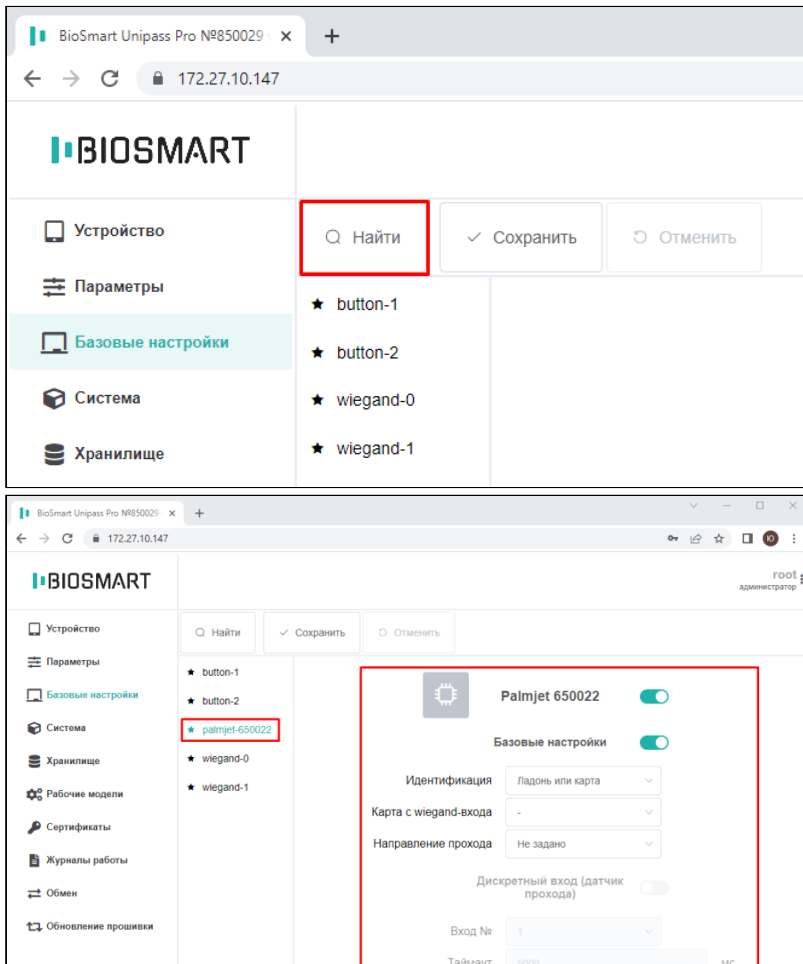 BioSmart Unipass Pro №850029
172.27.10.147
BIOSMART
Устройство
Параметры
Базовые настройки
Система
Хранилище
Найти
Сохранить
Отменить
button-1
button-2
wiegand-0
wiegand-1
BioSmart Unipass Pro №850029
172.27.10.147
Ю
BIOSMART
root
администратор
Устройство
Параметры
Базовые настройки
Система
Хранилище
Рабочие модели
Сертификаты
Журналы работы
Обмен
Обновление прошивки
Найти
Сохранить
Отменить
button-1
button-2
palmjet-650022
wiegand-0
wiegand-1
Palmjet 650022
Базовые настройки
Идентификация Ладонь или карта
Карта с wiegand-входа -
Направление прохода Не задано
Дискретный вход (датчик
прохода)
Вход № 1
Таймаут 5000 мс